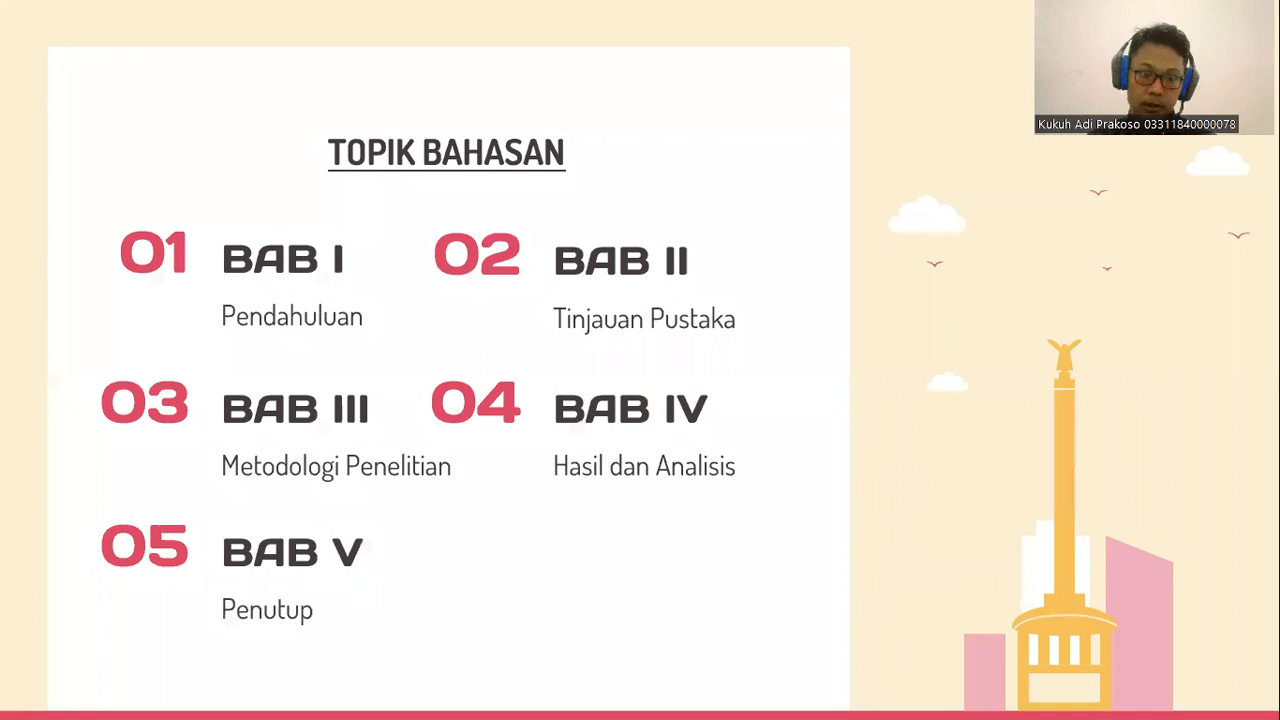 Kukuh Adi Prakoso 03311840000078
TOPIK BAHASAN
01 BAB I
Pendahuluan
02 BAB II
Tinjauan Pustaka
03 BAB III
Metodologi Penelitian
04 BAB IV
Hasil dan Analisis
05 BAB V
Penutup